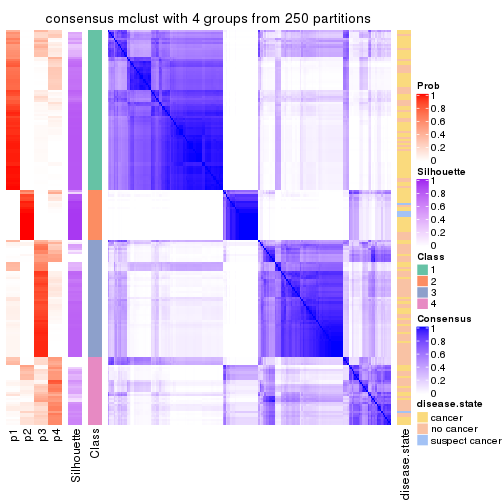 consensus mclust with 4 groups from 250 partitions
p1
p2
p3
p4
Silhouette
Class
disease.state
Prob
1
0.8
0.6
0.4
0.2
0
Silhouette
1
0.8
0.6
0.4
0.2
0
Class
1
2
3
4
Consensus
1
0.8
0.6
0.4
0.2
0
disease.state
cancer
no cancer
suspect cancer